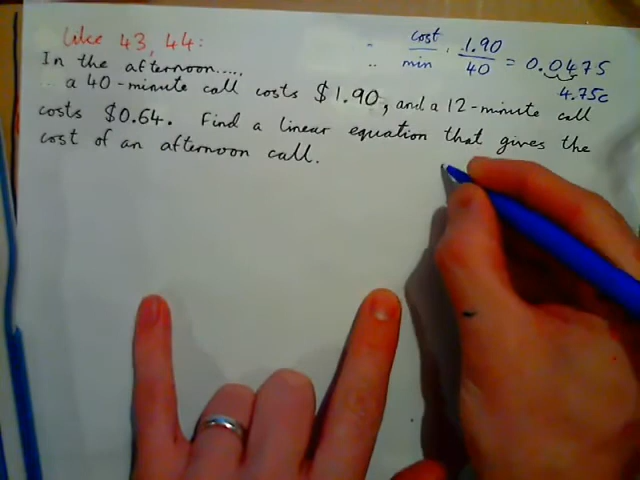 Like 43, 44:
In the afternoon.....
a 40-minute call costs $1.90, and a 12-minute call
costs $0.64. Find a linear equation that gives the
cost of an afternoon call.
cost
min
1.90
40
= 0.0475
4.75c